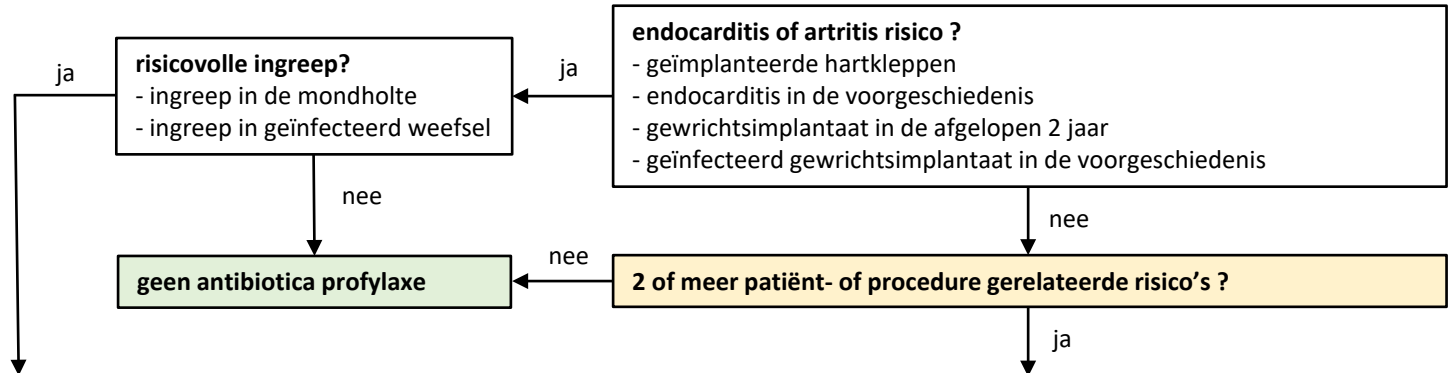 endocarditis of artritis risico ?
- geïmplanteerde hartkleppen
- endocarditis in de voorgeschiedenis
- gewrichtsimplantaat in de afgelopen 2 jaar
- geïnfecteerd gewrichtsimplantaat in de voorgeschiedenis
ja
risicovolle ingreep?
- ingreep in de mondholte
- ingreep in geïnfecteerd weefsel
ja
nee
nee
geen antibiotica profylaxe
nee
2 of meer patiënt- of procedure gerelateerde risico’s ?
ja